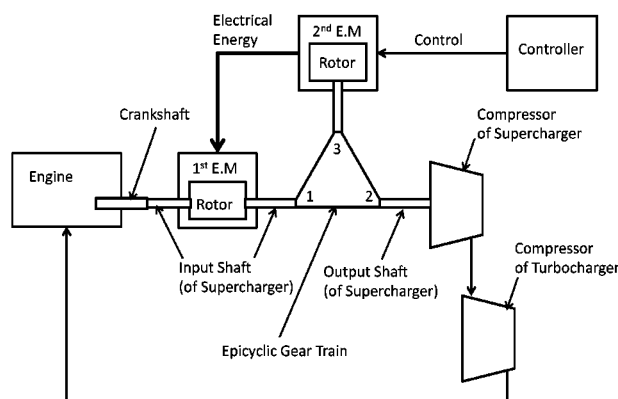 Electrical
Energy
2nd E.M
Rotor
Control
Controller
Crankshaft
Compressor
of Supercharger
Engine
1st E.M
Rotor
3
1
2
Input Shaft
(of Supercharger)
Output Shaft
(of Supercharger)
Compressor
of Turbocharger
Epicyclic Gear Train